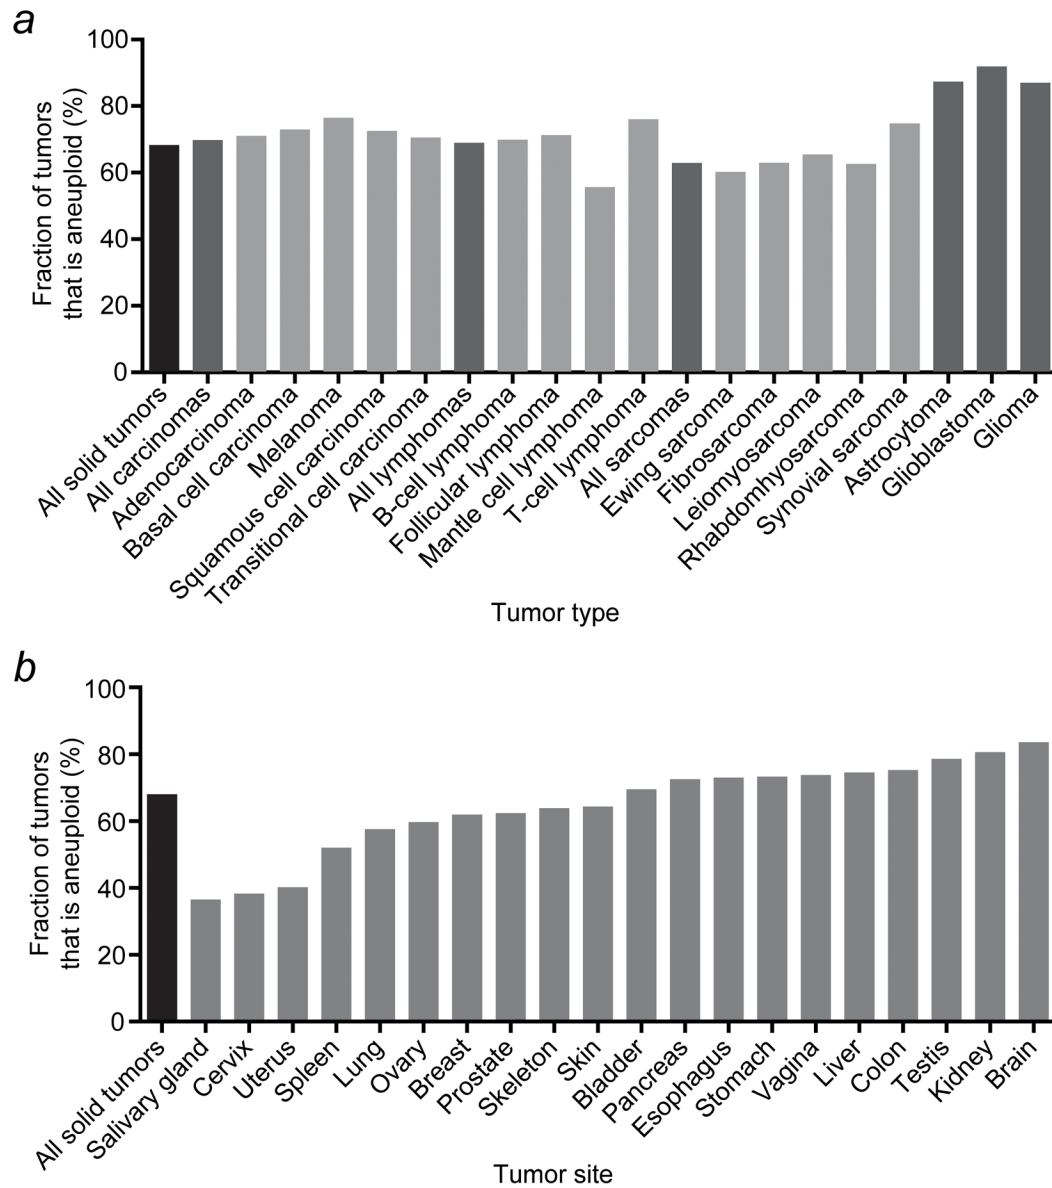 a
Fraction of tumors
that is aneuploid (%)
100
80
60
40
20
0
All solid tumors
All carcinomas
Adenocarcinoma
Basal cell carcinoma
Melanoma
Squamous cell carcinoma
Transitional cell carcinoma
All lymphomas
B-cell lymphoma
Follicular lymphoma
Mantle cell lymphoma
T-cell lymphoma
All sarcomas
Ewing sarcoma
Fibrosarcoma
Leiomyosarcoma
Rhabdomhyosarcoma
Synovial sarcoma
Astrocytoma
Glioblastoma
Glioma
Tumor type
b
Fraction of tumors
that is aneuploid (%)
100
80
60
40
20
0
All solid tumors
Salivary gland
Cervix
Uterus
Spleen
Lung
Ovary
Breast
Prostate
Skeleton
Skin
Bladder
Pancreas
Esophagus
Stomach
Vagina
Liver
Colon
Testis
Kidney
Brain
Tumor site